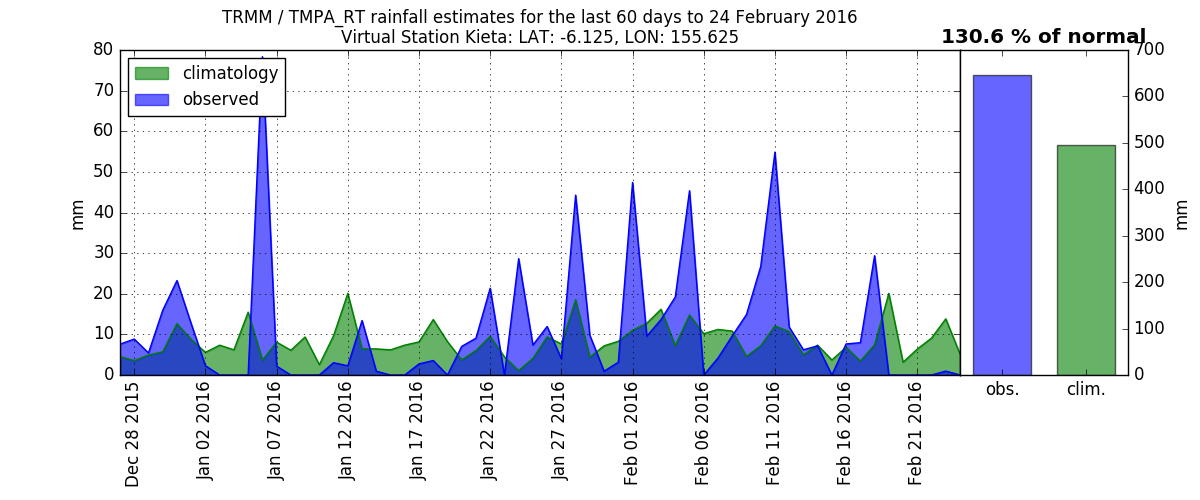 TRMM / TMPA_RT rainfall estimates for the last 60 days to 24 February 2016
Virtual Station Kieta: LAT: -6.125, LON: 155.625
130.6 % of normal
climatology
observed
80
70
60
50
40
30
20
10
0
mm
Dec 28 2015
Jan 02 2016
Jan 07 2016
Jan 12 2016
Jan 17 2016
Jan 22 2016
Jan 27 2016
Feb 01 2016
Feb 06 2016
Feb 11 2016
Feb 16 2016
Feb 21 2016
700
600
500
400
300
200
100
0
mm
obs.
clim.